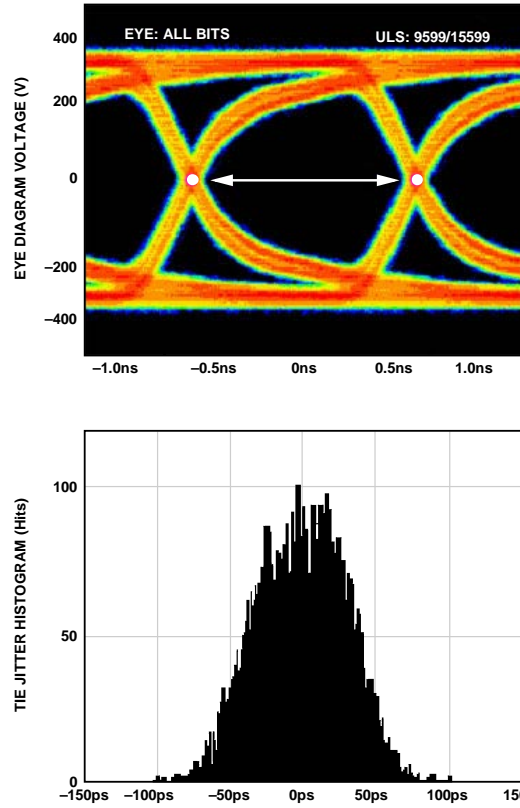 EYE: ALL BITS
ULS: 9599/15599
EYE DIAGRAM VOLTAGE (V)
400
200
0
–200
–400
–1.0ns
–0.5ns
0ns
0.5ns
1.0ns
TIE JITTER HISTOGRAM (Hits)
100
50
0
–150ps
–100ps
–50ps
0ps
50ps
100ps